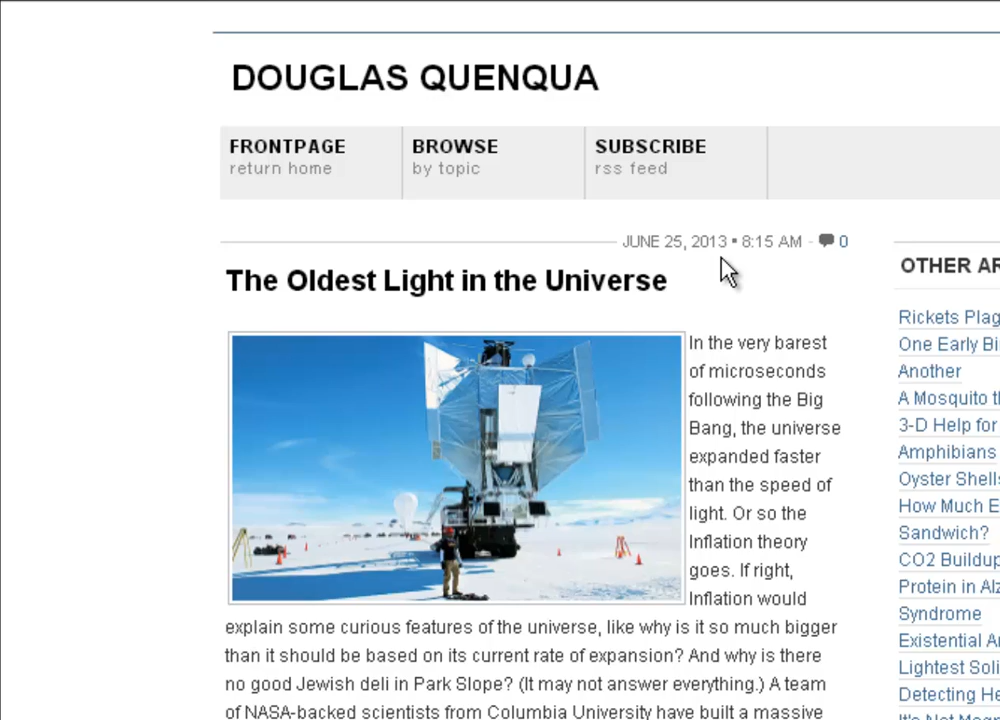 DOUGLAS QUENQUA
FRONTPAGE
return home
BROWSE
by topic
SUBSCRIBE
rss feed
JUNE 25, 2013 • 8:15 AM - 0
The Oldest Light in the Universe
In the very barest
of microseconds
following the Big
Bang, the universe
expanded faster
than the speed of
light. Or so the
Inflation theory
goes. If right,
Inflation would
explain some curious features of the universe, like why is it so much bigger
than it should be based on its current rate of expansion? And why is there
no good Jewish deli in Park Slope? (It may not answer everything.) A team
of NASA-backed scientists from Columbia University have built a massive
OTHER AR
Rickets Plag
One Early Bi
Another
A Mosquito t
3-D Help for
Amphibians
Oyster Shells
How Much E
Sandwich?
CO2 Buildup
Protein in Alz
Syndrome
Existential A
Lightest Soli
Detecting He